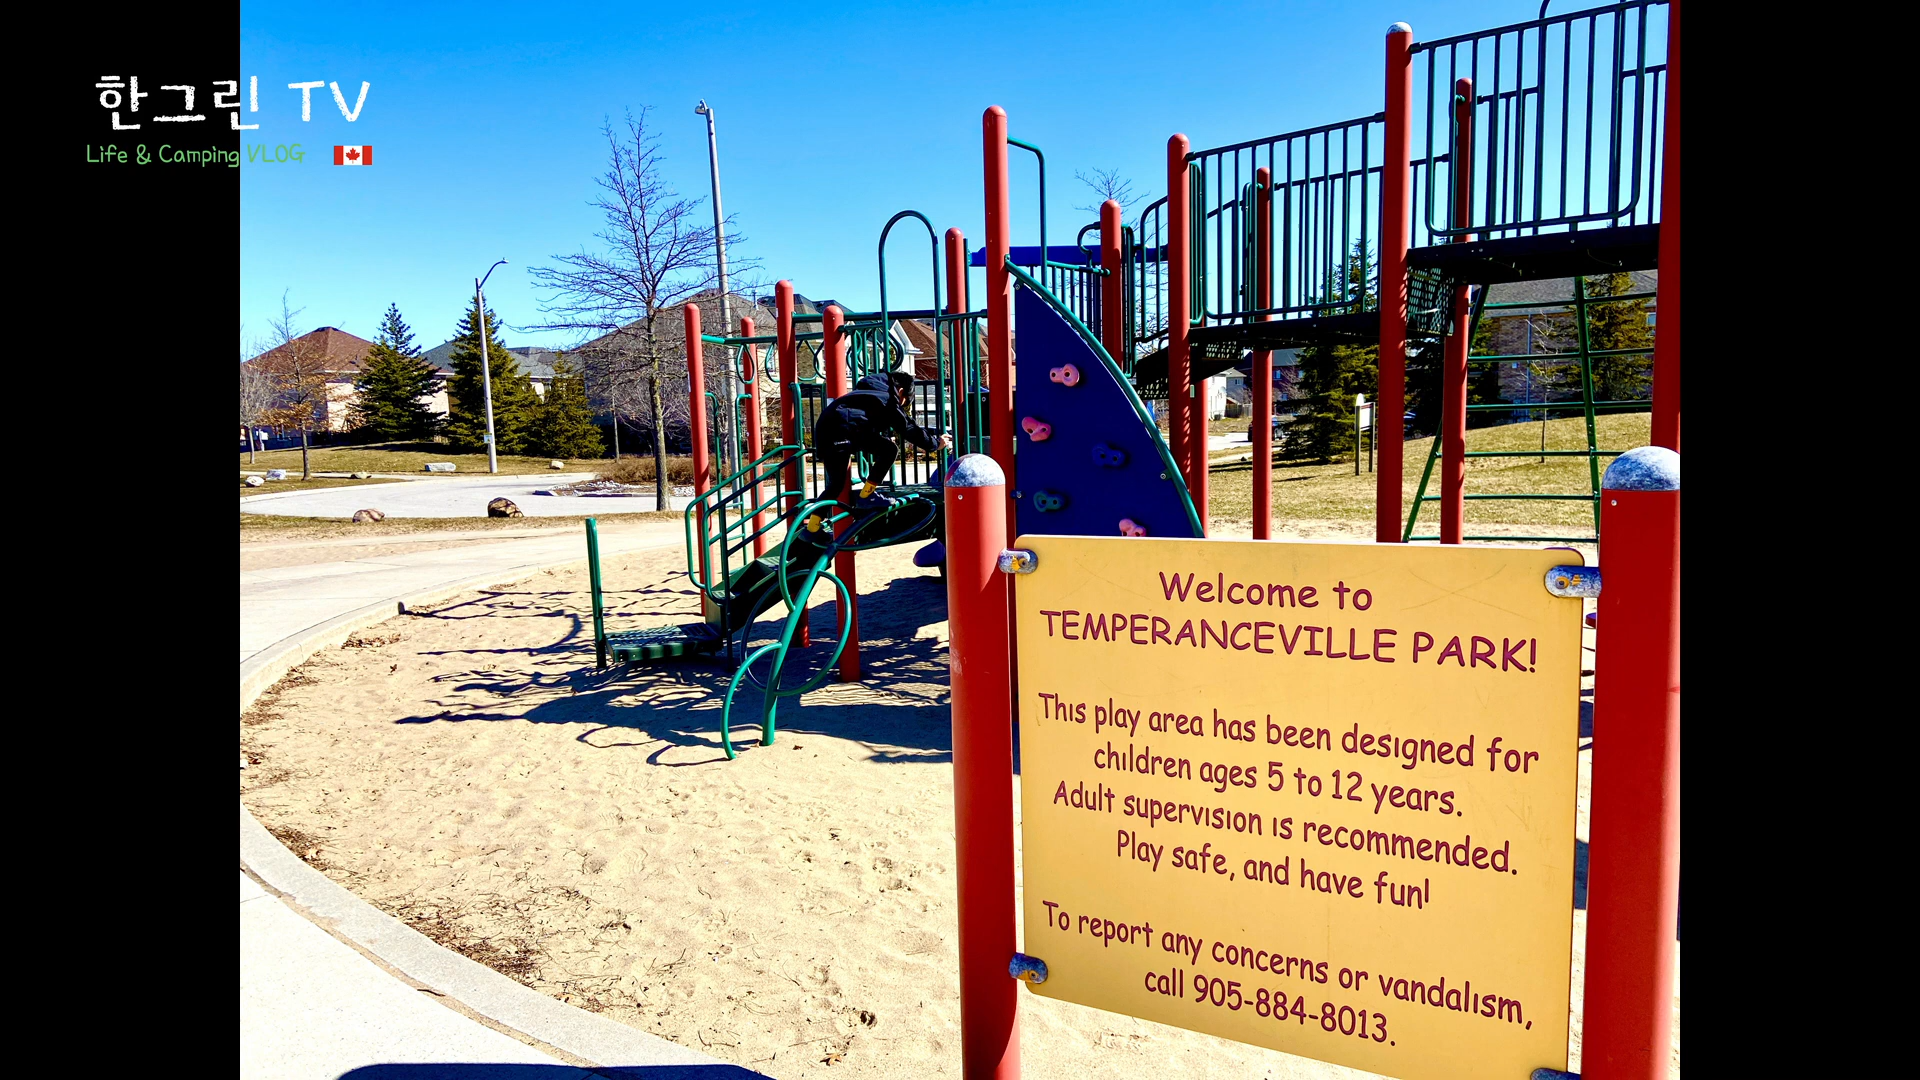 한그린 TV
Life & Camping VLOG
Welcome to
TEMPERANCEVILLE PARK!
This play area has been designed for
children ages 5 to 12 years.
Adult supervision is recommended.
Play safe, and have fun!
To report any concerns or vandalism,
call 905-884-8013.